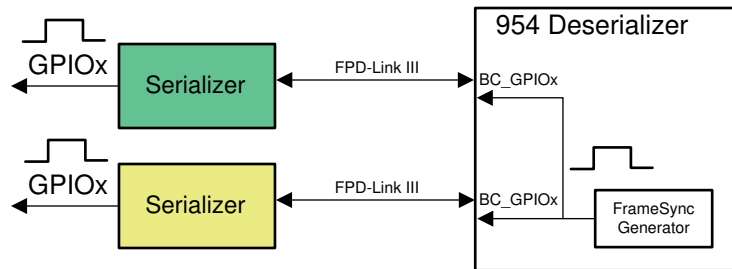 954 Deserializer
GPIOx
Serializer
FPD-Link III
BC_GPIOx
GPIOx
Serializer
FPD-Link III
BC_GPIOx
FrameSync
Generator